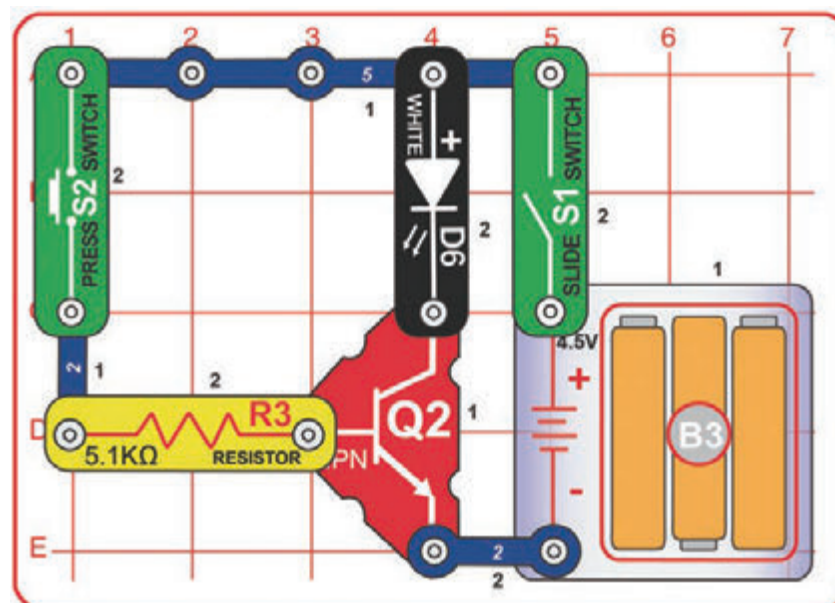 1 2 3 4 5 6 7
5
1
PRESS S2 SWITCH
2
WHITE
+
D6
2
SLIDE S1 SWITCH
2
1
4.5V
+
B3
-
2
1
2
R3
5.1KΩ
RESISTOR
Q2
1
D
E
2
2